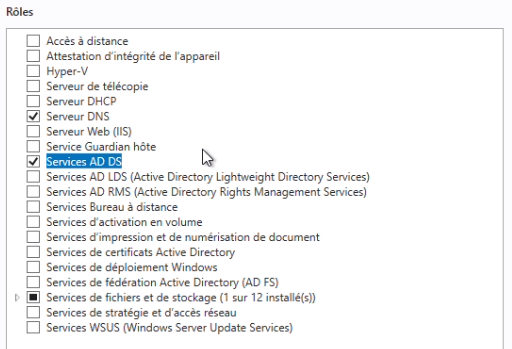 Rôles
Accès à distance
Attestation d'intégrité de l'appareil
Hyper-V
Serveur de télécopie
Serveur DHCP
Serveur DNS
Serveur Web (IIS)
Service Guardian hôte
Services AD DS
Services AD LDS (Active Directory Lightweight Directory Services)
Services AD RMS (Active Directory Rights Management Services)
Services Bureau à distance
Services d'activation en volume
Services d'impression et de numérisation de document
Services de certificats Active Directory
Services de déploiement Windows
Services de fédération Active Directory (AD FS)
Services de fichiers et de stockage (1 sur 12 installé(s))
Services de stratégie et d'accès réseau
Services WSUS (Windows Server Update Services)